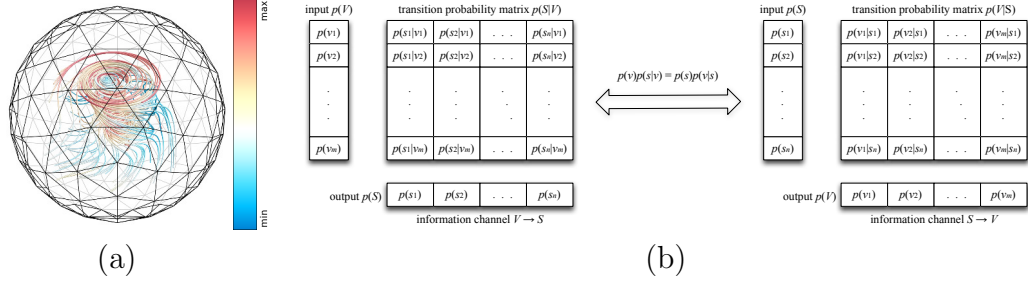 max
min
(a)
input p(V)
transition probability matrix p(S|V)
p(v1)
p(s1|v1) p(s2|v1) . . . p(sn|v1)
p(v2)
p(s1|v2) p(s2|v2) . . . p(sn|v2)
. . . . .
. . . . .
. . . . .
p(vm)
p(s1|vm) p(s2|vm) . . . p(sn|vm)
output p(S) p(s1) p(s2) . . . p(sn)
information channel V → S
p(v)p(s|v) = p(s)p(v|s)
input p(S)
transition probability matrix p(V|S)
p(s1)
p(v1|s1) p(v2|s1) . . . p(vm|s1)
p(s2)
p(v1|s2) p(v2|s2) . . . p(vm|s2)
. . . . .
. . . . .
. . . . .
p(sn)
p(v1|sn) p(v2|sn) . . . p(vm|sn)
output p(V) p(v1) p(v2) . . . p(vm)
information channel S → V
(b)